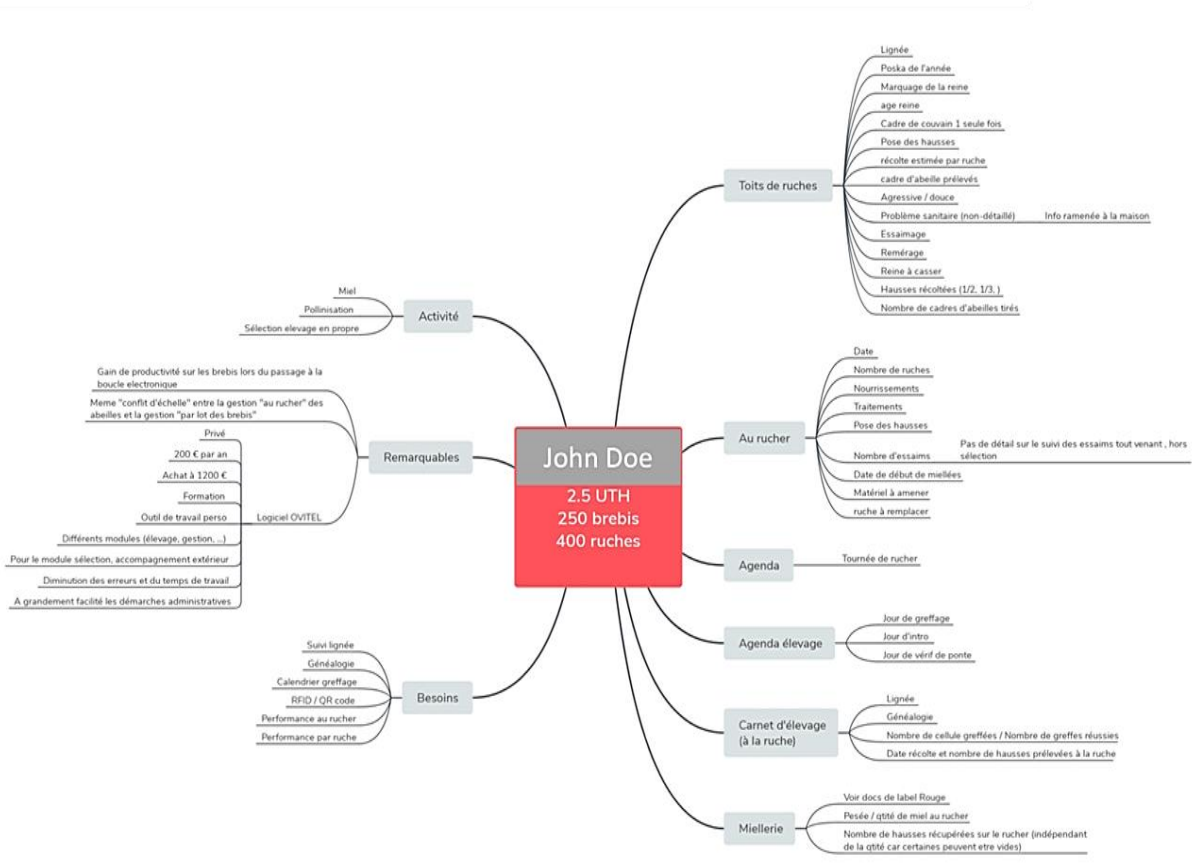 John Doe
2.5 UTH
250 brebis
400 ruches
Activité
Miel
Pollinisation
Sélection elevage en propre
Remarquables
Gain de productivité sur les brebis lors du passage à la
boucle electronique
Meme "conflit d'échelle" entre la gestion "au rucher" des
abeilles et la gestion "par lot des brebis"
Logiciel OVITEL
Privé
200 € par an
Achat à 1200 €
Formation
Outil de travail perso
Différents modules (élevage, gestion, ...)
Pour le module sélection, accompagnement extérieur
Diminution des erreurs et du temps de travail
A grandement facilité les démarches administratives
Besoins
Suivi lignée
Généalogie
Calendrier greffage
RFID / QR code
Performance au rucher
Performance par ruche
Toits de ruches
Lignée
Poska de l'année
Marquage de la reine
age reine
Cadre de couvain 1 seule fois
Pose des hausses
récolte estimée par ruche
cadre d'abeille prélevés
Agressive / douce
Problème sanitaire (non-détaillé)
Info ramenée à la maison
Essaimage
Remérage
Reine à casser
Hausses récoltées (1/2, 1/3, )
Nombre de cadres d'abeilles tirés
Au rucher
Date
Nombre de ruches
Nourrissements
Traitements
Pose des hausses
Nombre d'essaims
Pas de détail sur le suivi des essaims tout venant , hors
sélection
Date de début de miellées
Matériel à amener
ruche à remplacer
Agenda
Tournée de rucher
Agenda élevage
Jour de greffage
Jour d'intro
Jour de vérif de ponte
Carnet d'élevage
(à la ruche)
Lignée
Généalogie
Nombre de cellule greffées / Nombre de greffes réussies
Date récolte et nombre de hausses prélevées à la ruche
Miellerie
Voir docs de label Rouge
Pesée / qtité de miel au rucher
Nombre de hausses récupérées sur le rucher (indépendant
de la qtité car certaines peuvent etre vides)